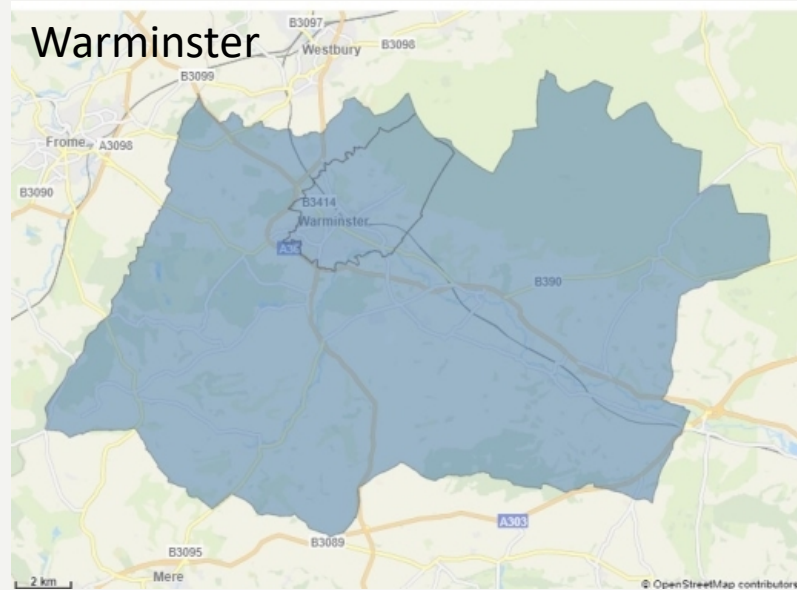 Warminster
B3097
Westbury
B3098
B3099
Frome
A3098
B3090
B3414
Warminster
A36
B390
A303
B3089
B3095
Mere
2 km
© OpenStreetMap contributors